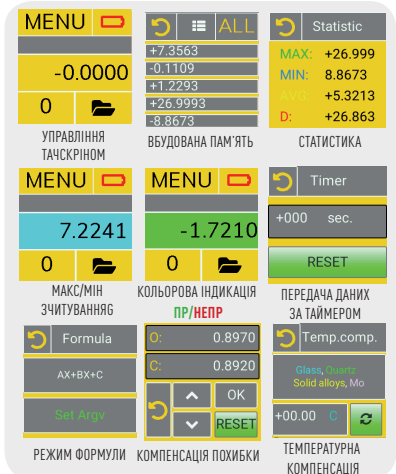 MENU
-0.0000
0
УПРАВЛІННЯ
ТАЧСКРІНОМ
ALL
+7.3563
-0.1109
+1.2293
+26.9993
-8.8673
ВБУДОВАНА ПАМ'ЯТЬ
Statistic
MAX: +26.999
MIN: 8.8673
AVG: +5.3213
D: +26.863
СТАТИСТИКА
MENU
7.2241
0
МАКС/МІН
ЗЧИТУВАННЯG
MENU
-1.7210
0
КОЛЬОРОВА ІНДИКАЦІЯ
ПР/НЕПР
Timer
+000 sec.
RESET
ПЕРЕДАЧА ДАНИХ
ЗА ТАЙМЕРОМ
Formula
AX+BX+C
Set Argv
РЕЖИМ ФОРМУЛИ
O: 0.8970
C: 0.8920
OK
RESET
КОМПЕНСАЦІЯ ПОХИБКИ
Temp.comp.
Glass, Quartz
Solid alloys, Mo
+00.00 C
ТЕМПЕРАТУРНА
КОМПЕНСАЦІЯ